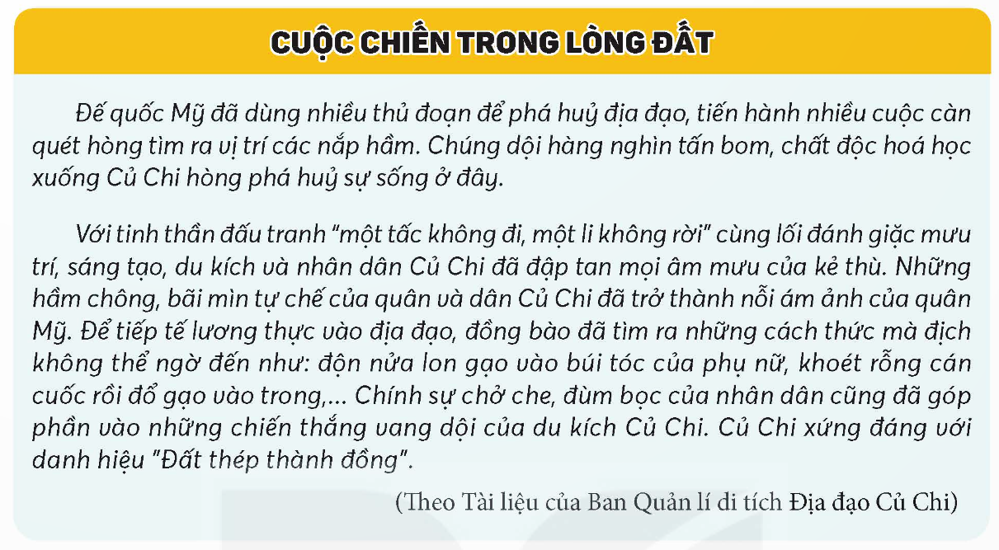 CUỘC CHIẾN TRONG LÒNG ĐẤT
Đế quốc Mỹ đã dùng nhiều thủ đoạn để phá huỷ địa đạo, tiến hành nhiều cuộc càn
quét hòng tìm ra vị trí các nắp hầm. Chúng dội hàng nghìn tấn bom, chất độc hoá học
xuống Củ Chi hòng phá huỷ sự sống ở đây.
Với tinh thần đấu tranh "một tấc không đi, một li không rời" cùng lối đánh giặc mưu
trí, sáng tạo, du kích và nhân dân Củ Chi đã đập tan mọi âm mưu của kẻ thù. Những
hầm chông, bãi mìn tự chế của quân và dân Củ Chi đã trở thành nỗi ám ảnh của quân
Mỹ. Để tiếp tế lương thực vào địa đạo, đồng bào đã tìm ra những cách thức mà địch
không thể ngờ đến như: độn nửa lon gạo vào búi tóc của phụ nữ, khoét rỗng cán
cuốc rồi đổ gạo vào trong,... Chính sự chở che, đùm bọc của nhân dân cũng đã góp
phần vào những chiến thắng vang dội của du kích Củ Chi. Củ Chi xứng đáng với
danh hiệu "Đất thép thành đồng".
(Theo Tài liệu của Ban Quản lí di tích Địa đạo Củ Chi)